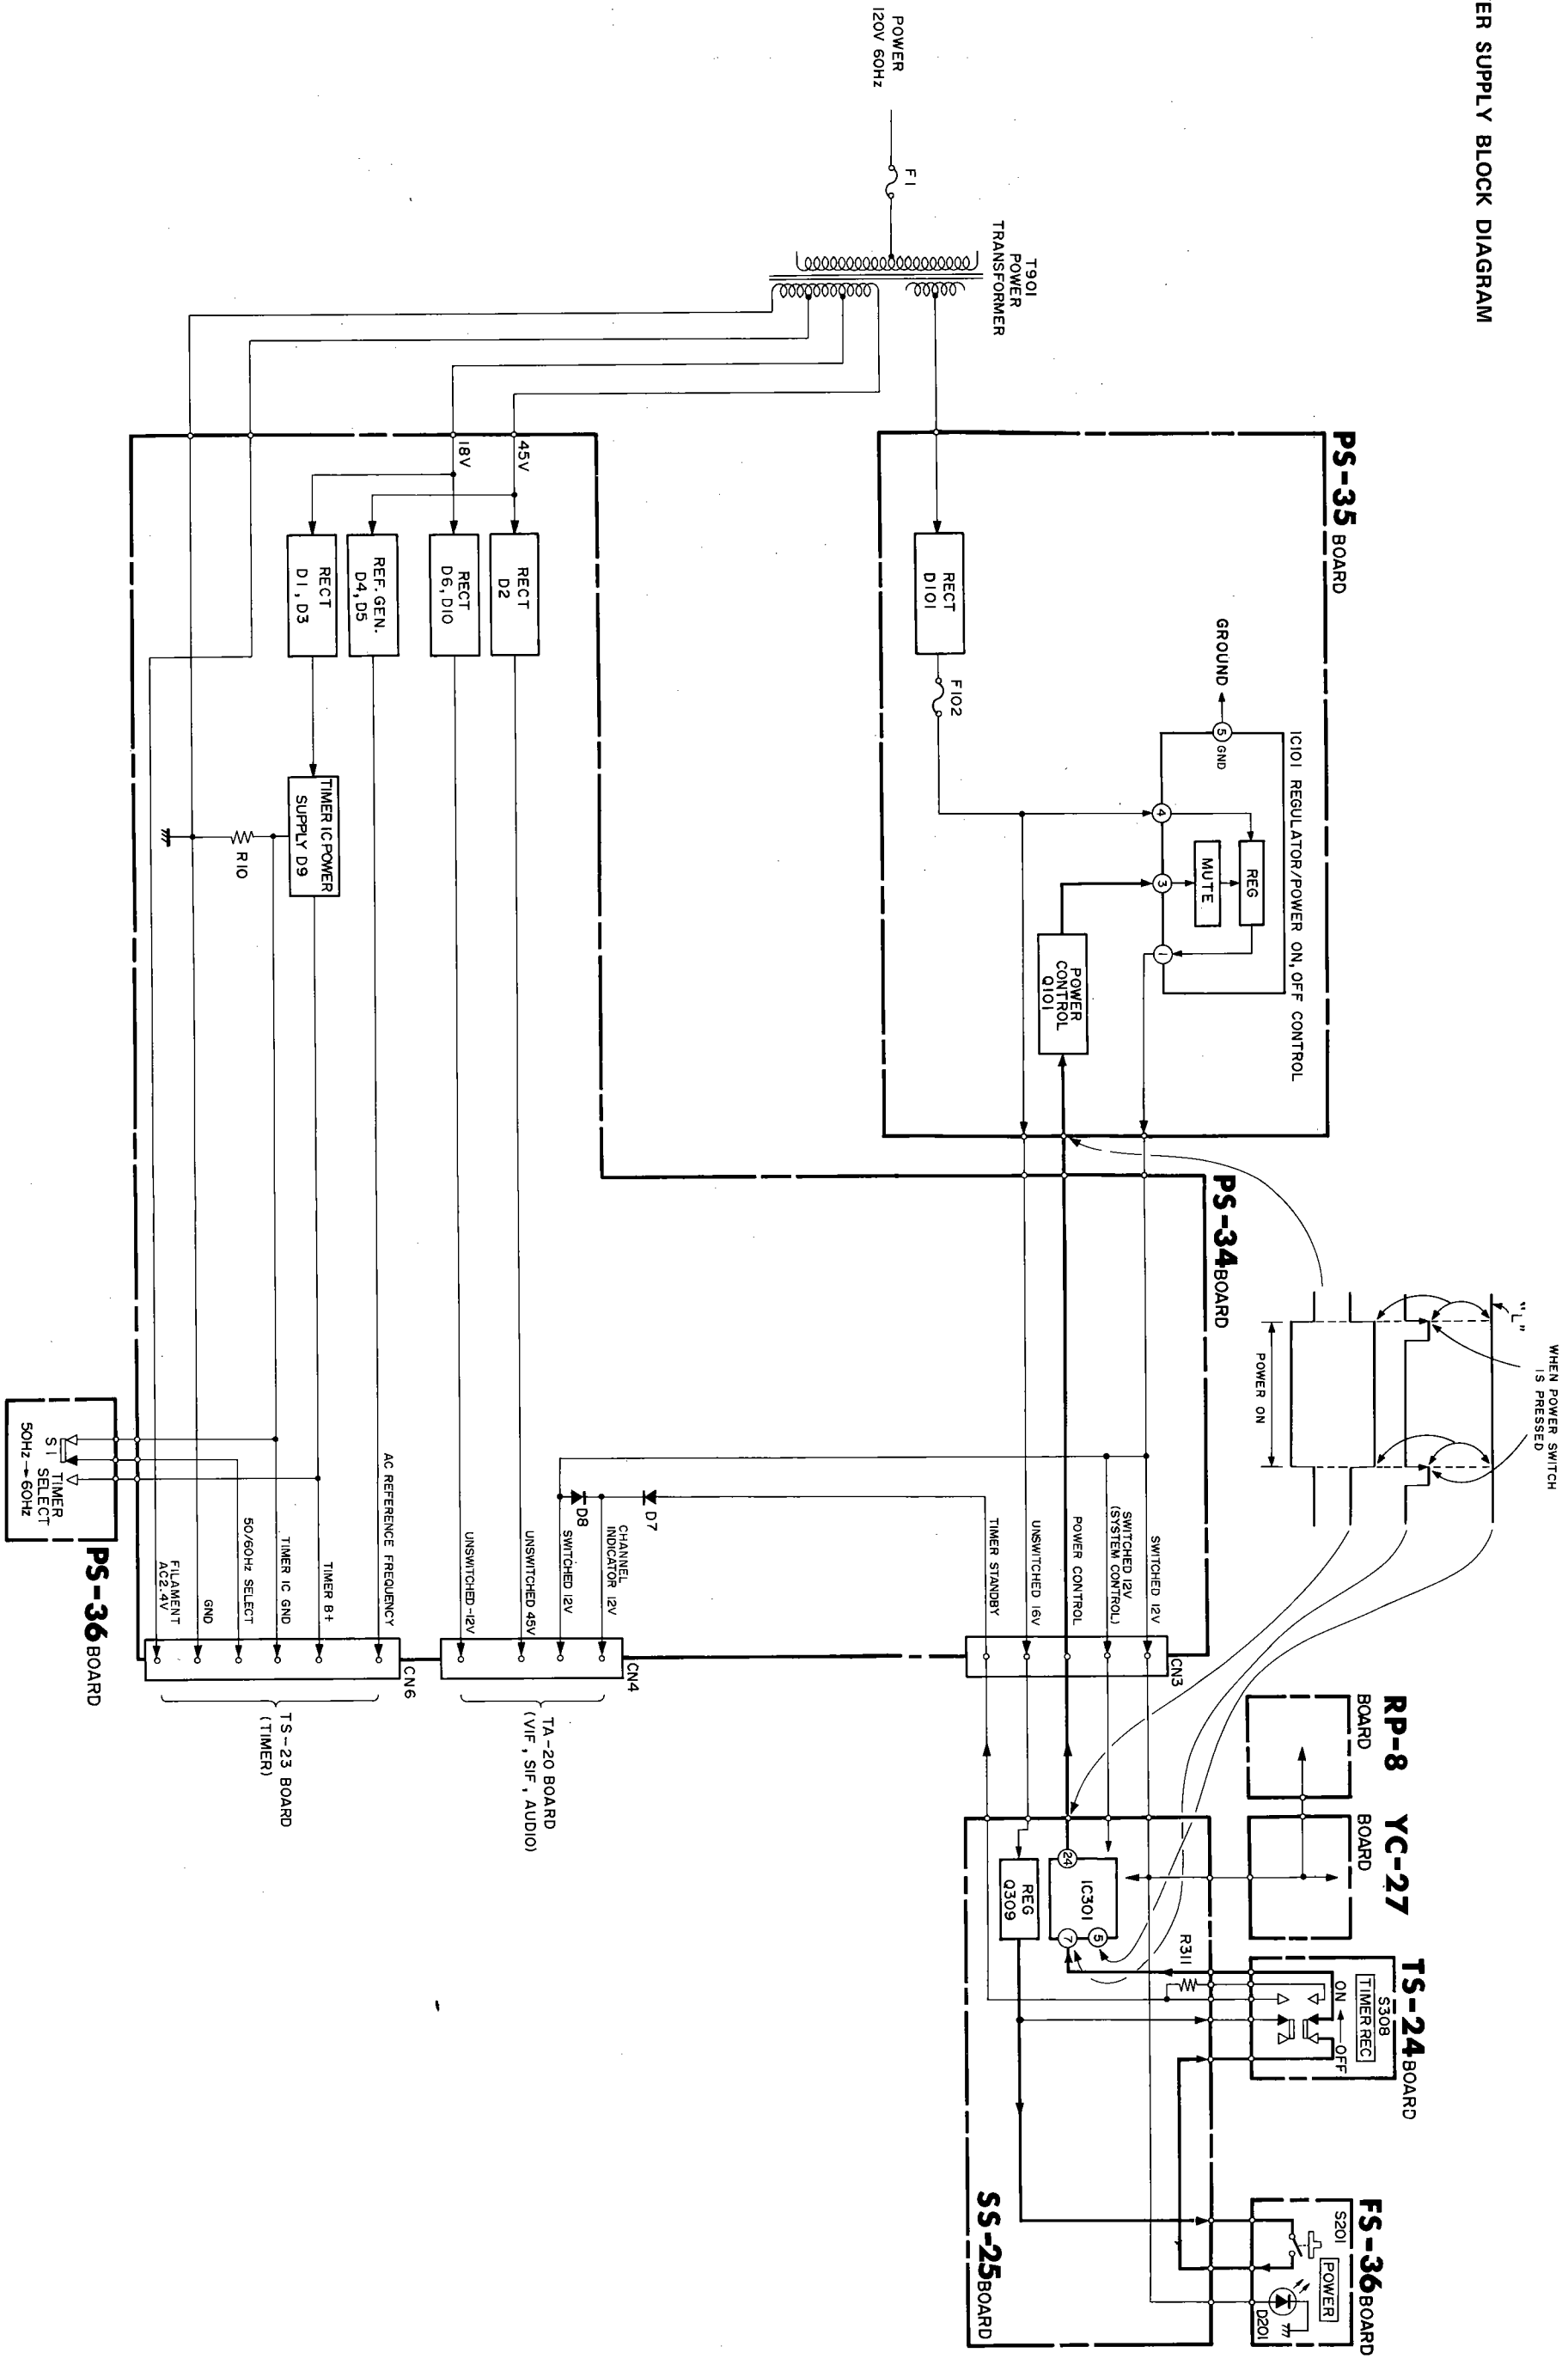 ER SUPPLY BLOCK DIAGRAM
POWER
120V 60Hz
F1
T901
POWER
TRANSFORMER
PS-35 BOARD
RECT
D101
F102
GROUND
5 GND
IC101 REGULATOR/POWER ON, OFF CONTROL
4
REG
3
MUTE
1
POWER
CONTROL
Q101
45V
18V
RECT
D2
RECT
D6, D10
REF. GEN.
D4, D5
RECT
D1, D3
TIMER IC POWER
SUPPLY D9
R10
PS-34 BOARD
WHEN POWER SWITCH
IS PRESSED
"L"
POWER ON
SWITCHED 12V
SWITCHED 12V
(SYSTEM CONTROL)
POWER CONTROL
UNSWITCHED 16V
TIMER STANDBY
CN3
D7
D8
CHANNEL
INDICATOR 12V
SWITCHED 12V
UNSWITCHED 45V
UNSWITCHED-12V
CN4
TA-20 BOARD
(VIF, SIF, AUDIO)
AC REFERENCE FREQUENCY
TIMER B+
TIMER IC GND
50/60Hz SELECT
GND
FILAMENT
AC2.4V
CN6
TS-23 BOARD
(TIMER)
S1
TIMER
SELECT
50Hz→60Hz
PS-36 BOARD
RP-8
BOARD
YC-27
BOARD
TS-24 BOARD
S308
TIMER REC
ON ← OFF
R311
24
IC301
5
7
REG
Q309
SS-25 BOARD
FS-36 BOARD
S201
POWER
D201